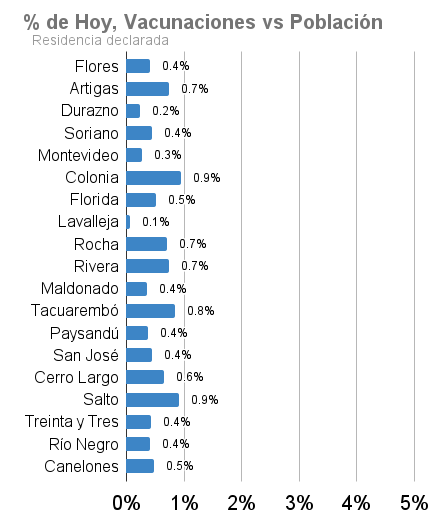 % de Hoy, Vacunaciones vs Población
Residencia declarada
Flores 0.4%
Artigas 0.7%
Durazno 0.2%
Soriano 0.4%
Montevideo 0.3%
Colonia 0.9%
Florida 0.5%
Lavalleja 0.1%
Rocha 0.7%
Rivera 0.7%
Maldonado 0.4%
Tacuarembó 0.8%
Paysandú 0.4%
San José 0.4%
Cerro Largo 0.6%
Salto 0.9%
Treinta y Tres 0.4%
Río Negro 0.4%
Canelones 0.5%
0% 1% 2% 3% 4% 5%